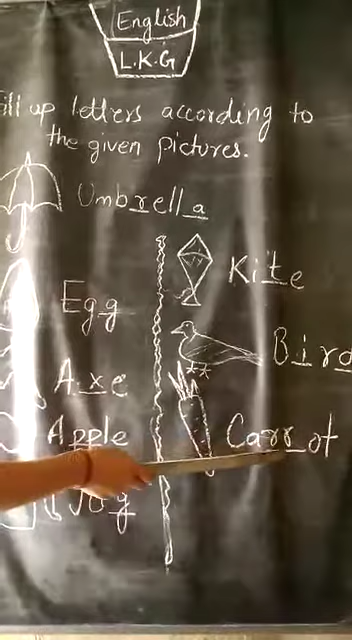 English
L.K.G
ill up letters according to
the given pictures.
Umbrella
Kite
Egg
Bird
Axe
Apple
Carrot